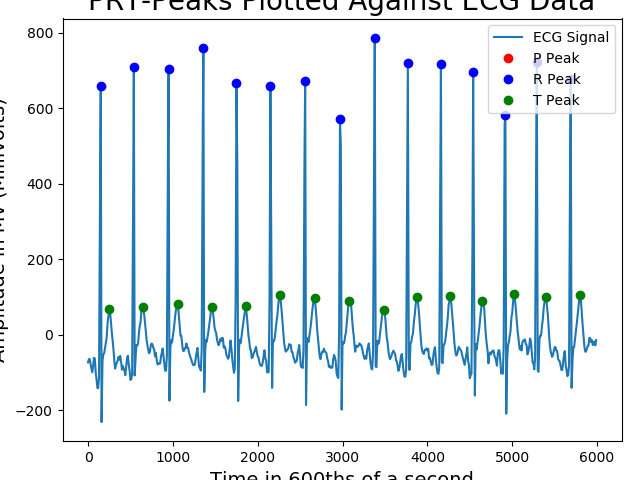 PRT-Peaks Plotted Against ECG Data
ECG Signal
P Peak
R Peak
T Peak
Amplitude in MV (Millivolts)
800
600
400
200
0
−200
0 1000 2000 3000 4000 5000 6000
Time in 600ths of a second